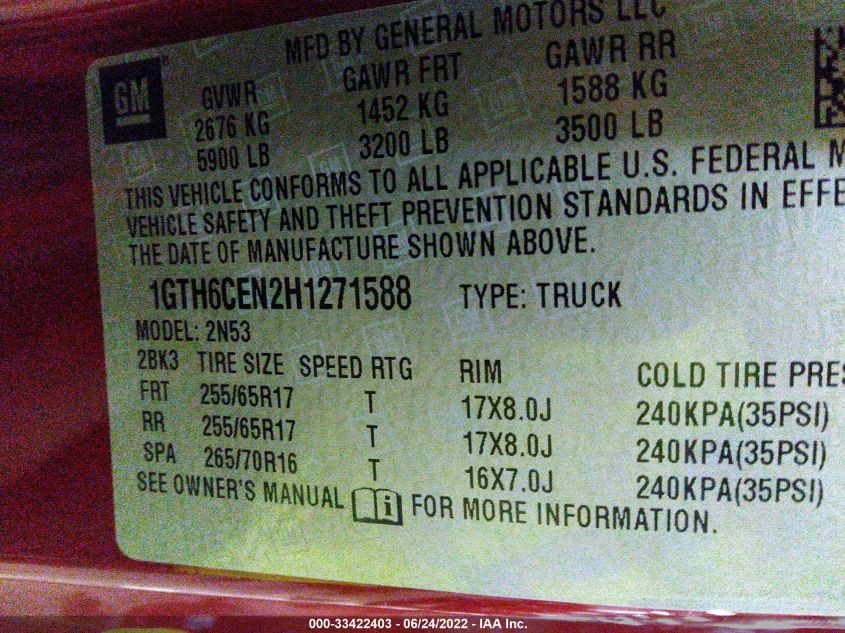 MFD BY GENERAL MOTORS LLC
GM
GVWR GAWR FRT GAWR RR
2676 KG 1452 KG 1588 KG
5900 LB 3200 LB 3500 LB
THIS VEHICLE CONFORMS TO ALL APPLICABLE U.S. FEDERAL M
VEHICLE SAFETY AND THEFT PREVENTION STANDARDS IN EFFE
THE DATE OF MANUFACTURE SHOWN ABOVE.
1GTH6CEN2H1271588 TYPE: TRUCK
MODEL: 2N53
2BK3 TIRE SIZE SPEED RTG RIM COLD TIRE PRES
FRT 255/65R17 T 17X8.0J 240KPA(35PSI)
RR 255/65R17 T 17X8.0J 240KPA(35PSI)
SPA 265/70R16 T 16X7.0J 240KPA(35PSI)
SEE OWNER'S MANUAL i FOR MORE INFORMATION.
000-33422403 - 06/24/2022 - IAA Inc.